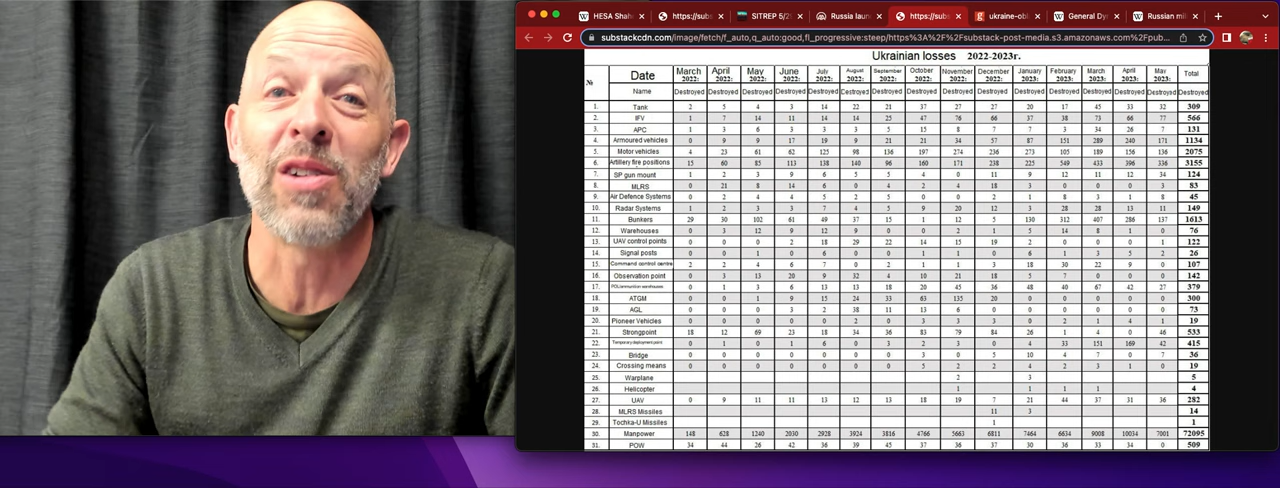 HESA Shah
https://subs
SITREP 5/2
Russia laun
https://subs
ukraine-obl
General Dy
Russian mi
substackcdn.com/image/fetch/f_auto,q_auto:good,fl_progressive:steep/https%3A%2F%2Fsubstack-post-media.s3.amazonaws.com%2Fpub...
Ukrainian losses 2022-2023г.
№ Date March 2022: April 2022: May 2022: June 2022: July 2022: August 2022: September 2022: October 2022: November 2022: December 2022: January 2023: February 2023: March 2023: April 2023: May 2023: Total
Name Destroyed Destroyed Destroyed Destroyed Destroyed Destroyed Destroyed Destroyed Destroyed Destroyed Destroyed Destroyed Destroyed Destroyed Destroyed Destroyed
1. Tank 2 5 4 3 14 22 21 37 27 27 20 17 45 33 32 309
2. IFV 1 7 14 11 14 14 25 47 76 66 37 38 73 66 77 566
3. APC 1 3 6 3 3 3 5 15 8 7 7 3 34 26 7 131
4. Armoured vehicles 0 9 9 17 19 9 21 21 34 57 87 151 289 240 171 1134
5. Motor vehicles 4 23 61 62 125 98 136 197 274 236 273 105 189 156 136 2075
6. Artillery fire positions 15 60 85 113 138 140 96 160 171 238 225 549 433 396 336 3155
7. SP gun mount 1 2 3 9 6 5 5 4 0 11 9 12 11 12 34 124
8. MLRS 0 21 8 14 6 0 4 2 4 18 3 0 0 0 3 83
9. Air Defence Systems 0 2 4 4 5 2 5 0 0 2 1 8 3 1 8 45
10. Radar Systems 1 2 3 3 7 4 5 9 20 12 3 28 28 13 11 149
11. Bunkers 29 30 102 61 49 37 15 1 12 5 130 312 407 286 137 1613
12. Warehouses 0 3 12 9 12 9 0 0 2 1 5 14 8 1 0 76
13. UAV control points 0 0 0 2 18 29 22 14 15 19 2 0 0 0 1 122
14. Signal posts 0 0 1 0 6 0 0 1 1 0 6 1 3 5 2 26
15. Command control centre 2 2 4 6 7 0 2 1 1 3 18 30 22 9 0 107
16. Observation point 0 3 13 20 9 32 4 10 21 18 5 7 0 0 0 142
17. 0 1 3 6 13 13 18 20 45 36 48 40 67 42 27 379
18. ATGM 0 0 1 9 15 24 33 63 135 20 0 0 0 0 0 300
19. AGL 0 0 0 3 2 38 11 13 6 0 0 0 0 0 0 73
20. Pioneer Vehicles 0 0 0 0 0 2 0 3 3 3 0 2 1 4 1 19
21. Strongpoint 18 12 69 23 18 34 36 83 79 84 26 1 4 0 46 533
22. Temporary deployment point 0 1 0 1 6 0 3 2 3 0 4 33 151 169 42 415
23. Bridge 0 0 0 0 0 0 0 3 0 5 10 4 7 0 7 36
24. Crossing means 0 0 0 0 0 0 0 5 2 2 4 2 3 1 0 19
25. Warplane 2 3 5
26. Helicopter 1 1 1 1 4
27. UAV 0 9 11 11 13 12 13 18 19 7 21 44 37 31 36 282
28. MLRS Missiles 11 3 14
29. Tochka-U Missiles 1 1
30. Manpower 148 628 1240 2030 2928 3924 3816 4766 5663 6811 7464 6634 9008 10034 7001 72095
31. POW 34 44 26 42 36 39 45 37 36 37 30 36 33 34 0 509